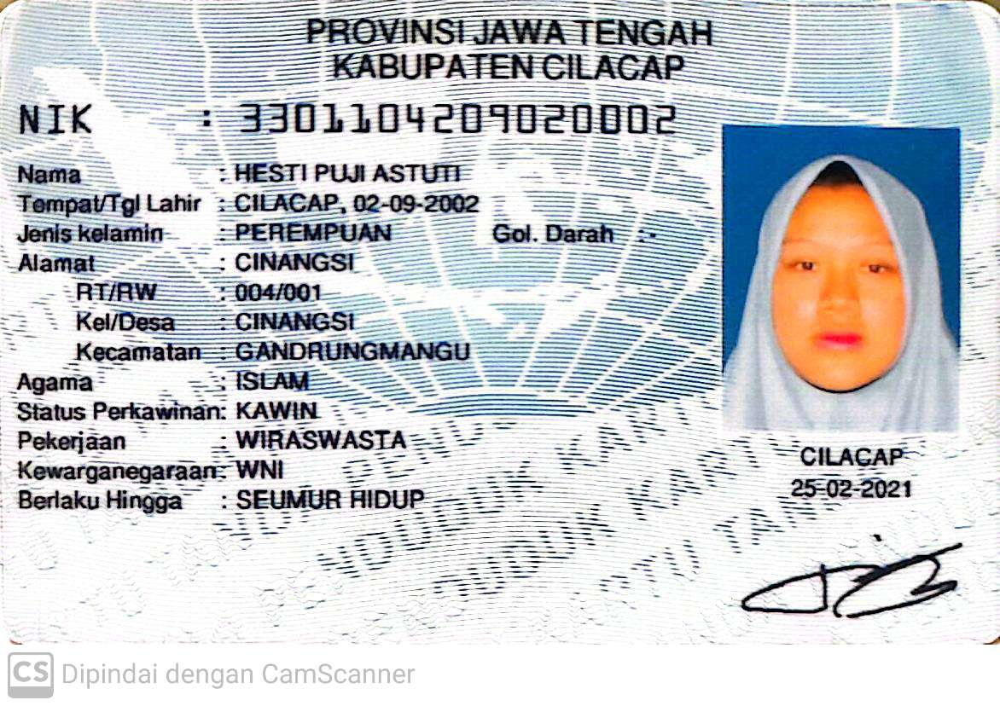 PROVINSI JAWA TENGAH
KABUPATEN CILACAP
NIK : 3301104209020002
Nama : HESTI PUJI ASTUTI
Tempat/Tgl Lahir : CILACAP, 02-09-2002
Jenis kelamin : PEREMPUAN Gol. Darah : -
Alamat : CINANGSI
RT/RW : 004/001
Kel/Desa : CINANGSI
Kecamatan : GANDRUNGMANGU
Agama : ISLAM
Status Perkawinan: KAWIN
Pekerjaan : WIRASWASTA
Kewarganegaraan: WNI
Berlaku Hingga : SEUMUR HIDUP
CILACAP
25-02-2021
CS Dipindai dengan CamScanner